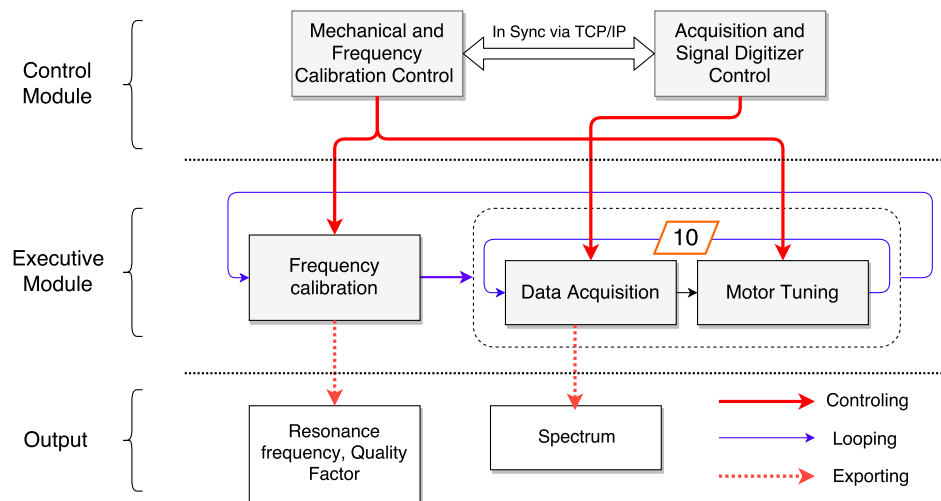 Control
Module
Mechanical and
Frequency
Calibration Control
In Sync via TCP/IP
Acquisition and
Signal Digitizer
Control
Executive
Module
Frequency
calibration
10
Data Acquisition
Motor Tuning
Output
Resonance
frequency, Quality
Factor
Spectrum
Controling
Looping
Exporting